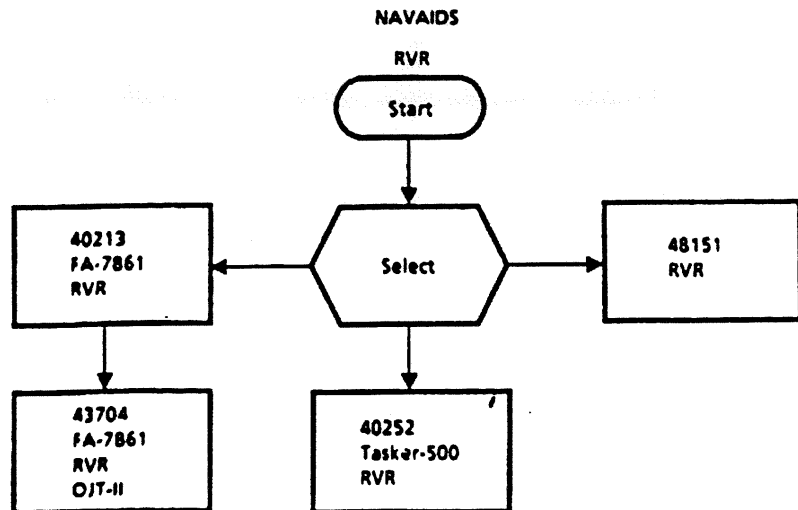 NAVAIDS
RVR
Start
Select
40213
FA-7861
RVR
48151
RVR
43704
FA-7861
RVR
OJT-II
40252
Tasker-500
RVR